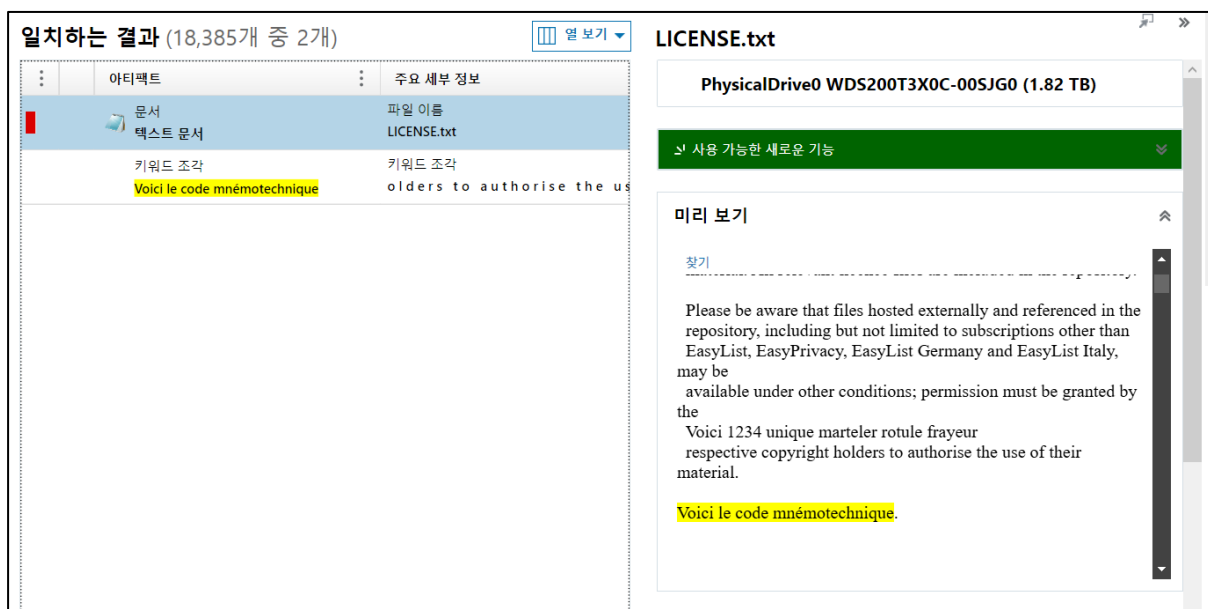 일치하는 결과 (18,385개 중 2개)
열 보기
아티팩트
주요 세부 정보
문서
텍스트 문서
파일 이름
LICENSE.txt
키워드 조각
Voici le code mnémotechnique
키워드 조각
olders to authorise the us
LICENSE.txt
PhysicalDrive0 WDS200T3X0C-00SJG0 (1.82 TB)
사용 가능한 새로운 기능
미리 보기
찾기
Please be aware that files hosted externally and referenced in the
repository, including but not limited to subscriptions other than
EasyList, EasyPrivacy, EasyList Germany and EasyList Italy,
may be
available under other conditions; permission must be granted by
the
Voici 1234 unique marteler rotule frayeur
respective copyright holders to authorise the use of their
material.
Voici le code mnémotechnique.